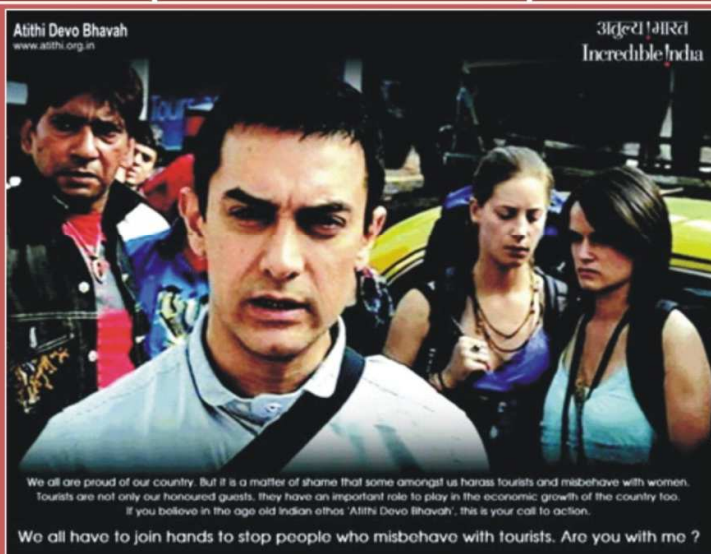 Atithi Devo Bhavah
www.atithi.org.in
अतुल्य!भारत
Incredible!ndia
Tours
We all are proud of our country. But it is a matter of shame that some amongst us harass tourists and misbehave with women.
Tourists are not only our honoured guests, they have an important role to play in the economic growth of the country too.
If you believe in the age old Indian ethos 'Atithi Devo Bhavah', this is your call to action.
We all have to join hands to stop people who misbehave with tourists. Are you with me ?